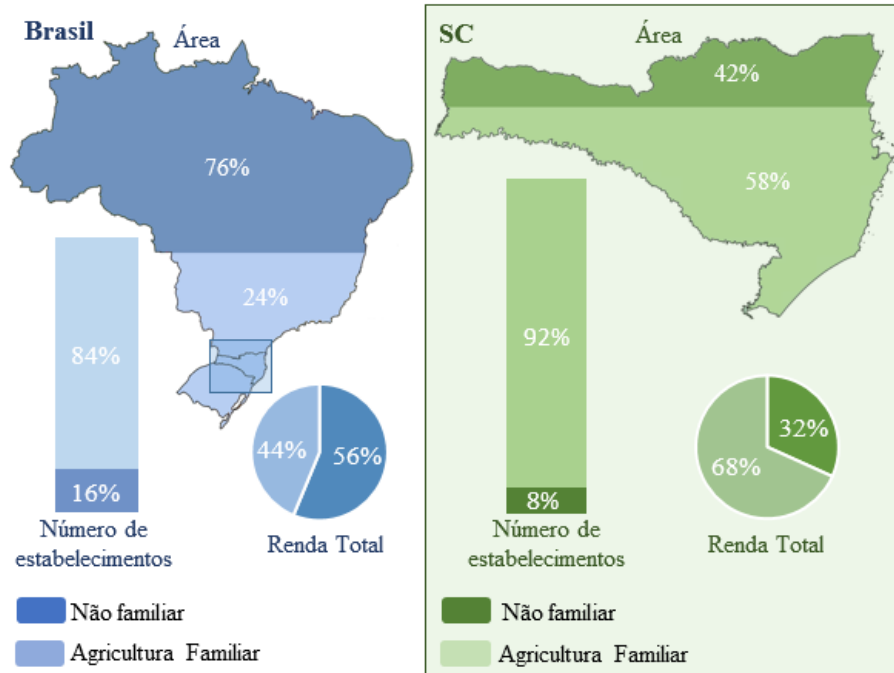 Brasil
Área
76%
24%
84%
16%
Número de
estabelecimentos
44%
56%
Renda Total
Não familiar
Agricultura Familiar
SC
Área
42%
58%
92%
8%
Número de
estabelecimentos
32%
68%
Renda Total
Não familiar
Agricultura Familiar